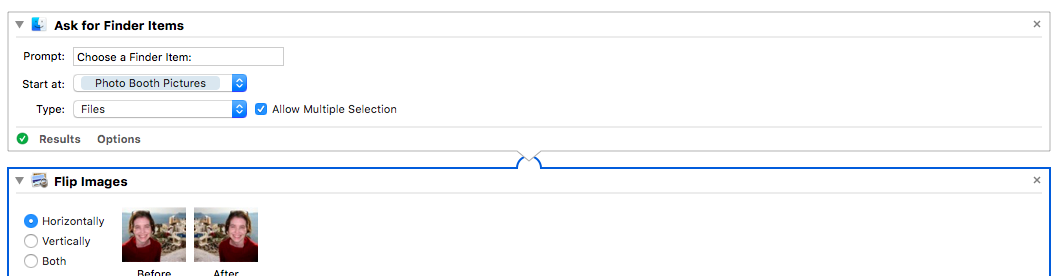 Ask for Finder Items
Prompt: Choose a Finder Item:
Start at: Photo Booth Pictures
Type: Files Allow Multiple Selection
Results Options
Flip Images
Horizontally
Vertically
Both
Before After